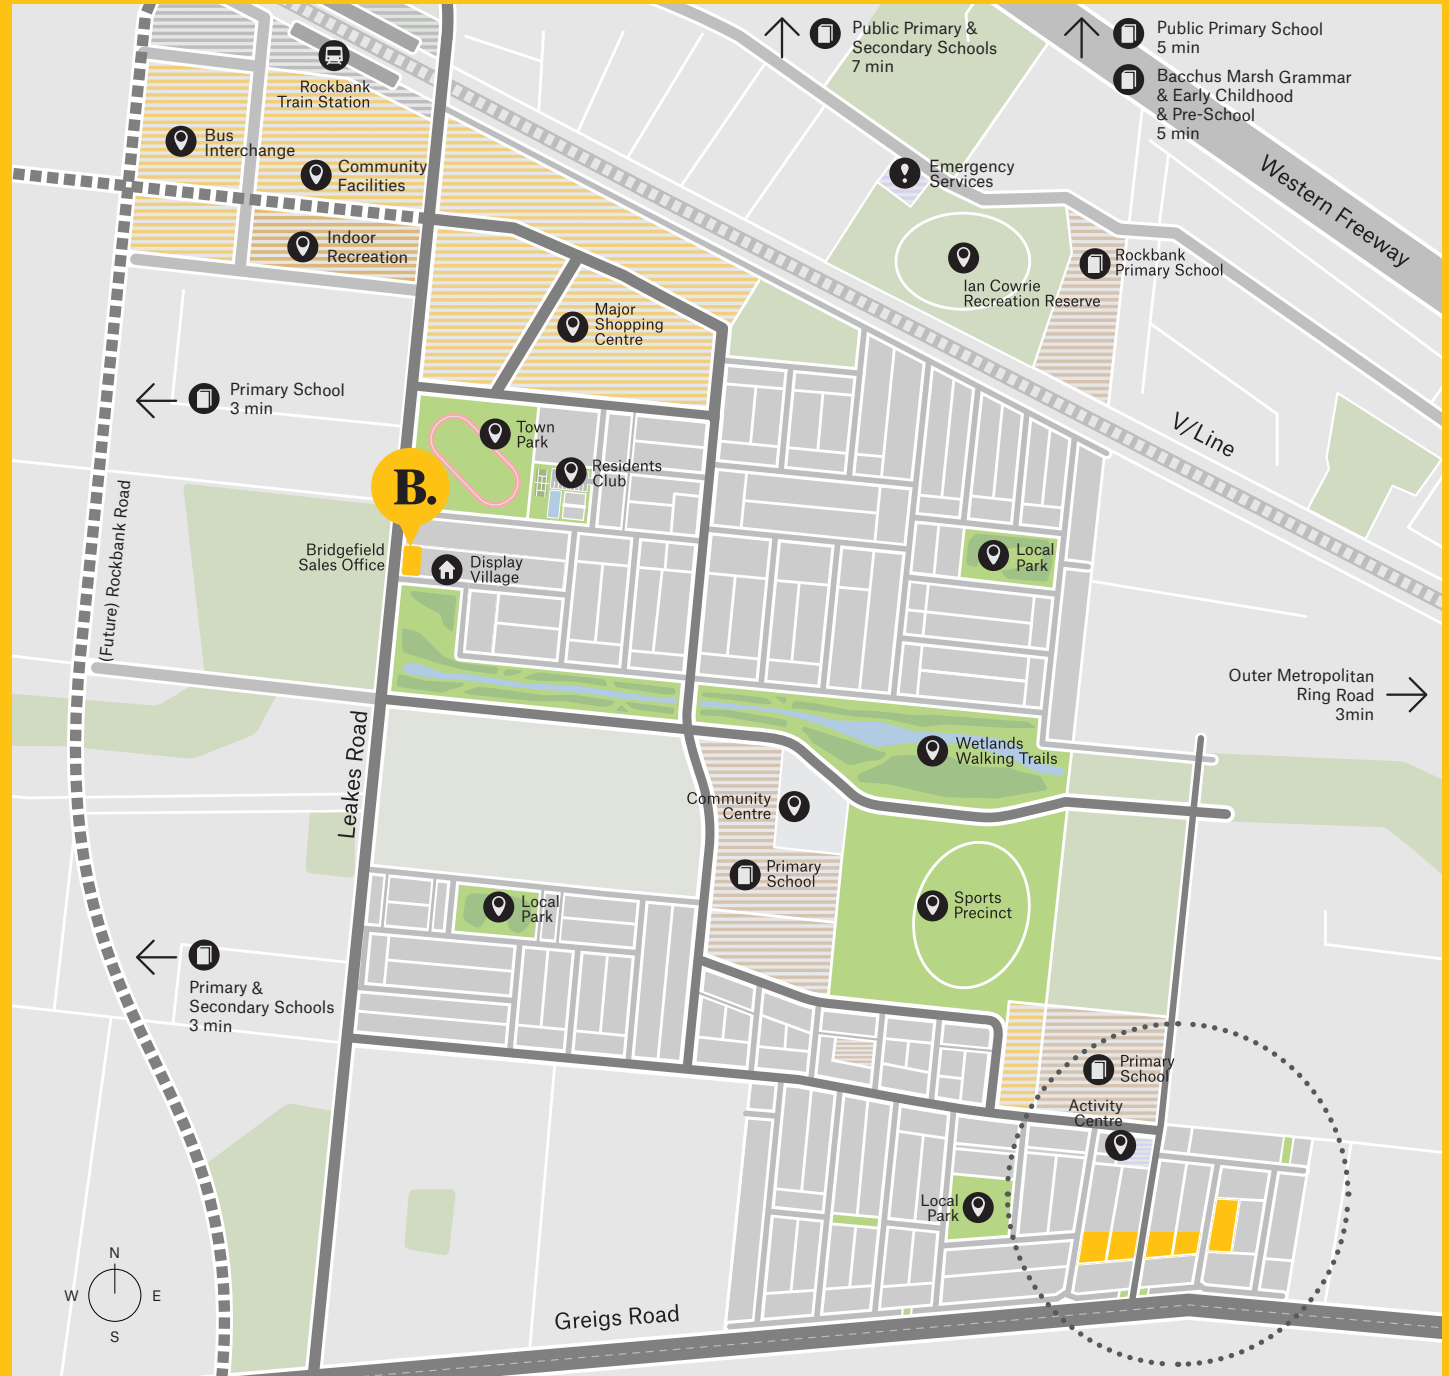 Public Primary &
Secondary Schools
7 min
Public Primary School
5 min
Bacchus Marsh Grammar
& Early Childhood
& Pre-School
5 min
Rockbank
Train Station
Bus
Interchange
Community
Facilities
Emergency
Services
Western Freeway
Indoor
Recreation
Rockbank
Primary School
Ian Cowrie
Recreation Reserve
Major
Shopping
Centre
Primary School
3 min
V/Line
Town
Park
Residents
Club
B.
(Future) Rockbank Road
Bridgefield
Sales Office
Display
Village
Local
Park
Outer Metropolitan
Ring Road
3min
Leakes Road
Wetlands
Walking Trails
Community
Centre
Primary
School
Sports
Precinct
Local
Park
Primary &
Secondary Schools
3 min
Primary
School
Activity
Centre
Local
Park
N
W
E
S
Greigs Road